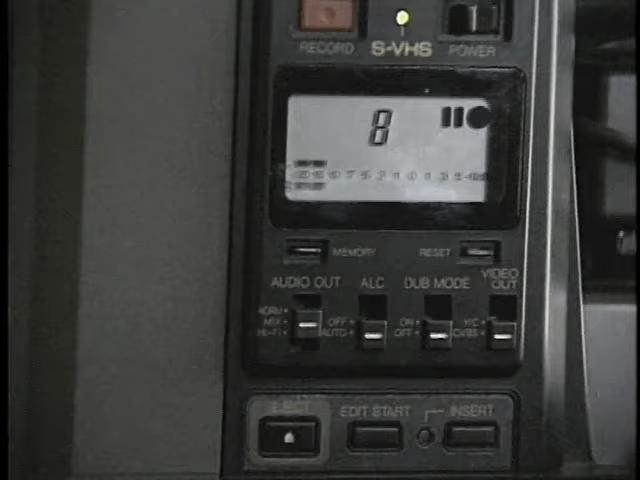 RECORD S-VHS POWER
8
MEMORY RESET
AUDIO OUT ALC DUB MODE VIDEO OUT
NORM
MIX OFF ON Y/C
HI-FI AUTO OFF CVBS
EJECT EDIT START INSERT